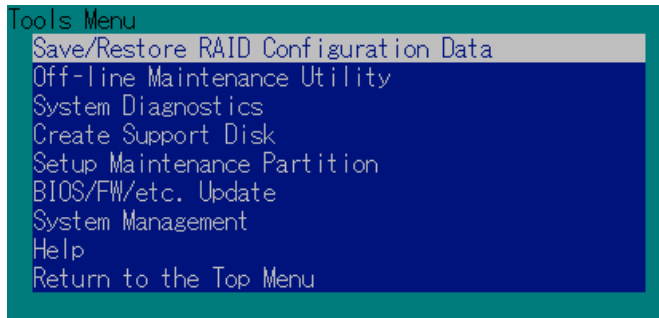 Tools Menu
Save/Restore RAID Configuration Data
Off-line Maintenance Utility
System Diagnostics
Create Support Disk
Setup Maintenance Partition
BIOS/FW/etc. Update
System Management
Help
Return to the Top Menu